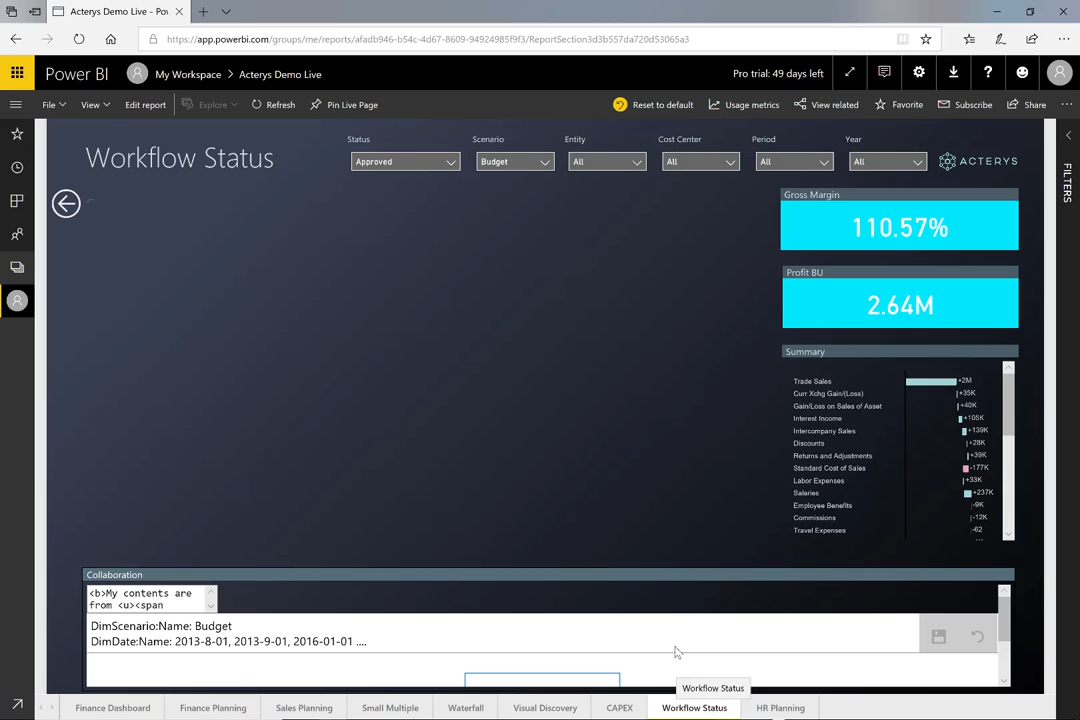 Acterys Demo Live - Pow
https://app.powerbi.com/groups/me/reports/afadb946-b54c-4d67-8609-94924985f9f3/ReportSection3d3b557da720d53065a3
Power BI My Workspace > Acterys Demo Live Pro trial: 49 days left
File View Edit report Explore Refresh Pin Live Page Reset to default Usage metrics View related Favorite Subscribe Share
Status Scenario Entity Cost Center Period Year
Workflow Status Approved Budget All All All All ACTERYS
FILTERS
Gross Margin
110.57%
Profit BU
2.64M
Summary
Trade Sales +2M
Curr Xchg Gain/(Loss) +35K
Gain/Loss on Sales of Asset +40K
Interest Income +105K
Intercompany Sales +139K
Discounts +28K
Returns and Adjustments +39K
Standard Cost of Sales -177K
Labor Expenses +33K
Salaries +237K
Employee Benefits -9K
Commissions -12K
Travel Expenses -62
Collaboration
<b>My contents are
from <u><span
DimScenario:Name: Budget
DimDate:Name: 2013-8-01, 2013-9-01, 2016-01-01 ....
Workflow Status
Finance Dashboard Finance Planning Sales Planning Small Multiple Waterfall Visual Discovery CAPEX Workflow Status HR Planning